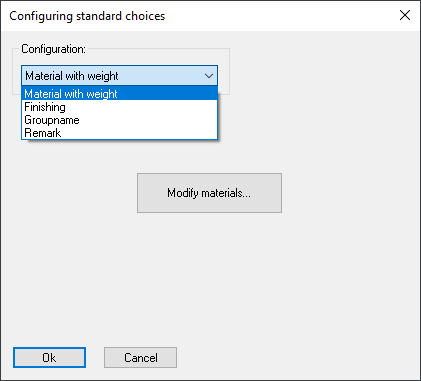 Configuring standard choices
Configuration:
Material with weight
Material with weight
Finishing
Groupname
Remark
Modify materials...
Ok
Cancel